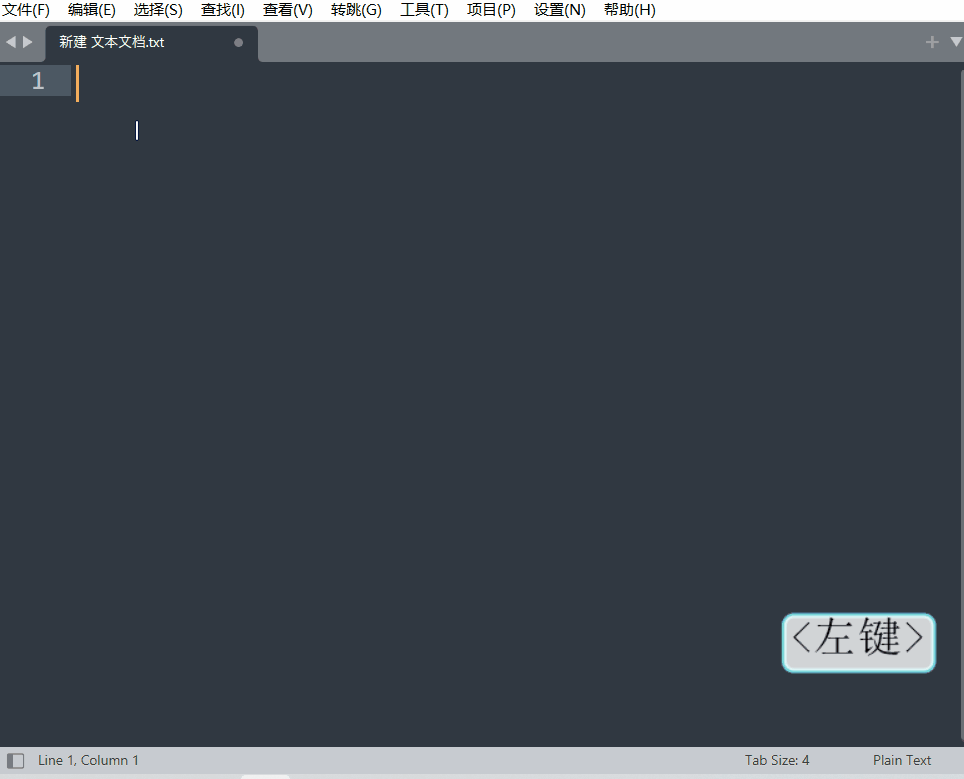 文件(F) 编辑(E) 选择(S) 查找(I) 查看(V) 转跳(G) 工具(T) 项目(P) 设置(N) 帮助(H)
新建 文本文档.txt
1
<左键>
Line 1, Column 1 Tab Size: 4 Plain Text